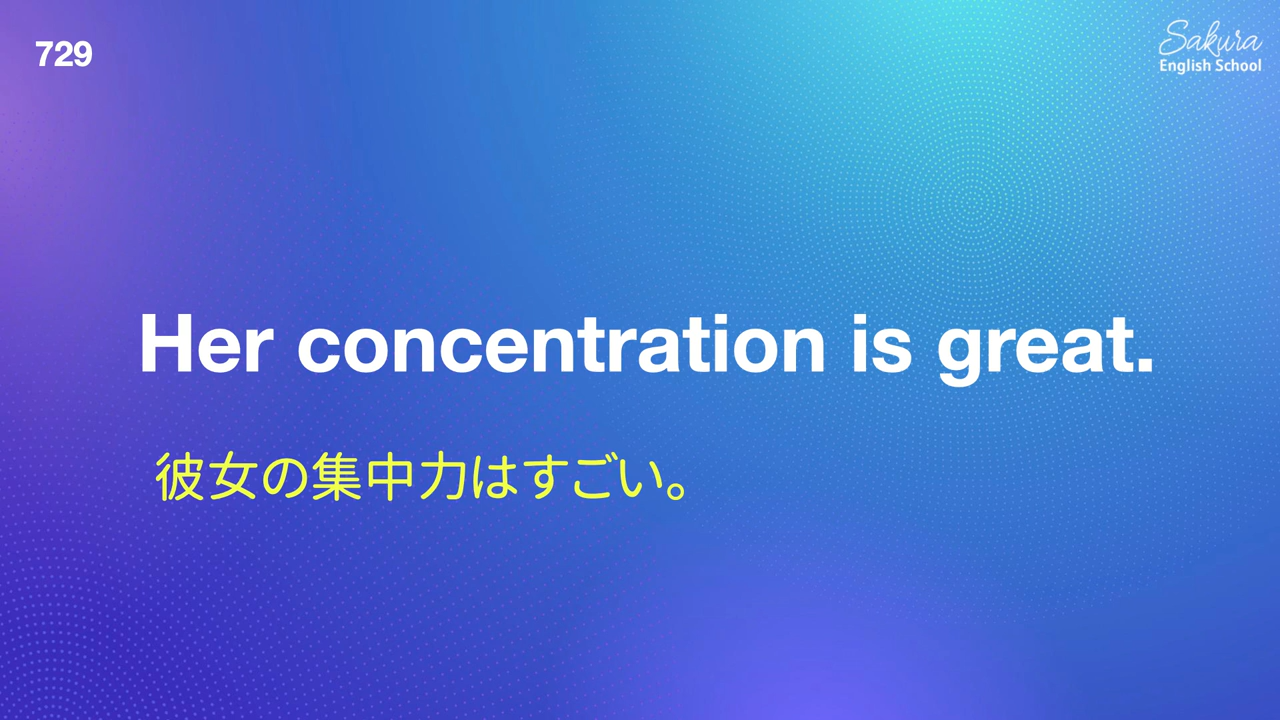 729
Sakura
English School
Her concentration is great.
彼女の集中力はすごい。